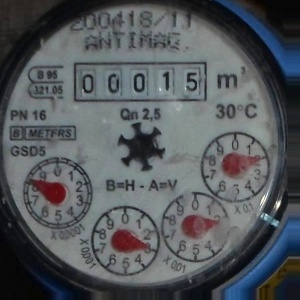 200418/11
ANTIMAG.
B 95
321.05
00015 m³
PN 16
Qn 2,5
30°C
B METERS
GSD5
B=H - A=V
X 0.1
X 0.01
X 0.001
X 0.0001